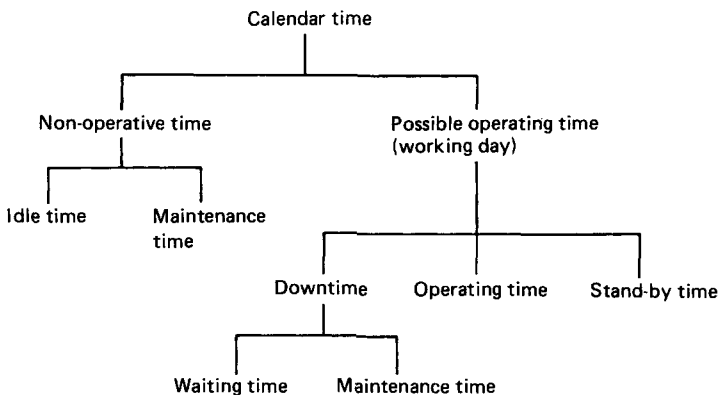 Calendar time
Non-operative time
Possible operating time
(working day)
Idle time
Maintenance
time
Downtime
Operating time
Stand-by time
Waiting time
Maintenance time